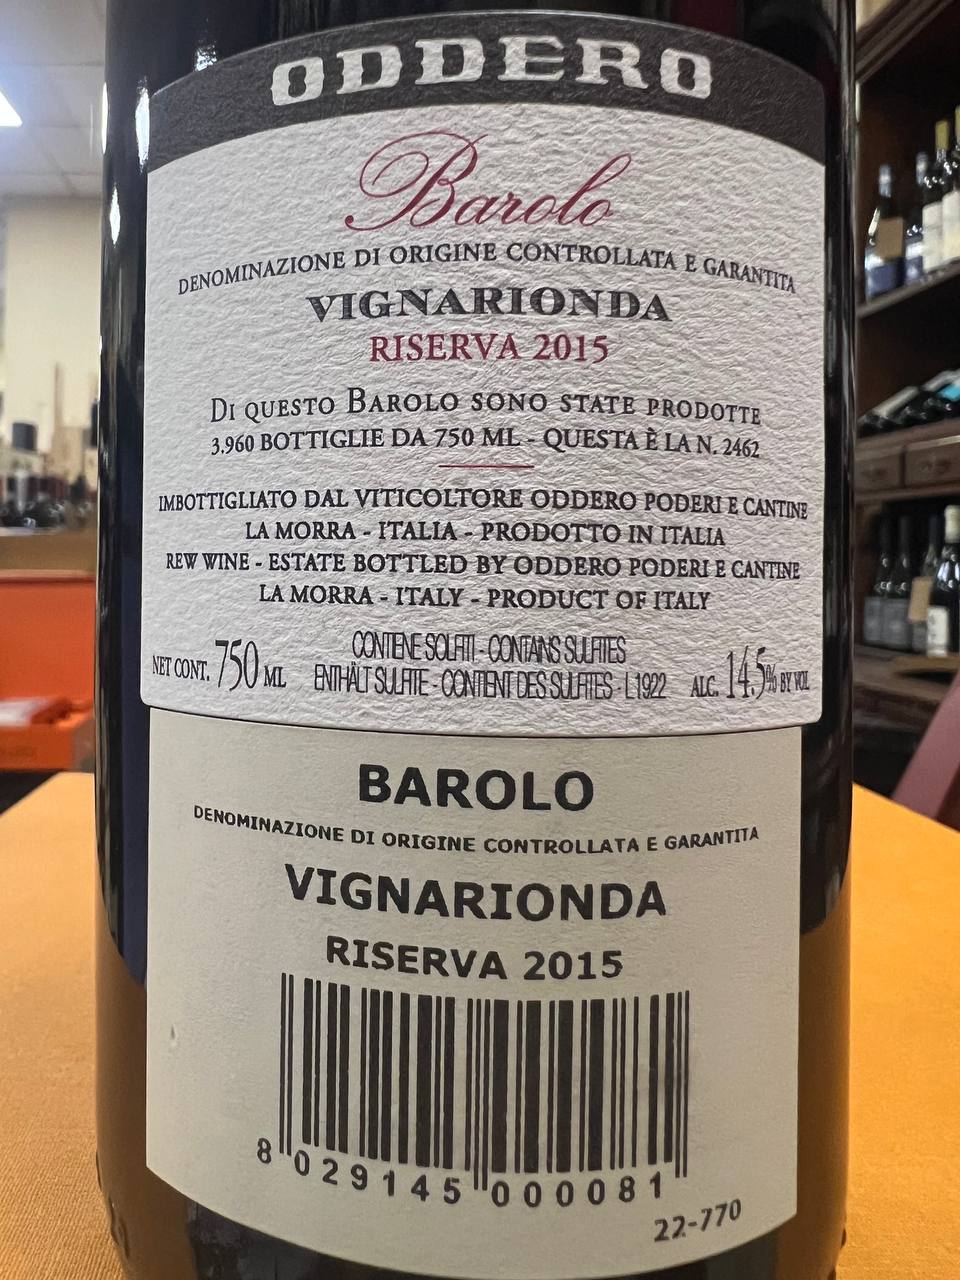 ODDERO
Barolo
DENOMINAZIONE DI ORIGINE CONTROLLATA E GARANTITA
VIGNARIONDA
RISERVA 2015
DI QUESTO BAROLO SONO STATE PRODOTTE
3.960 BOTTIGLIE DA 750 ML - QUESTA È LA N. 2462
IMBOTTIGLIATO DAL VITICOLTORE ODDERO PODERI E CANTINE
LA MORRA - ITALIA - PRODOTTO IN ITALIA
REW WINE - ESTATE BOTTLED BY ODDERO PODERI E CANTINE
LA MORRA - ITALY - PRODUCT OF ITALY
CONTIENE SOLFITI - CONTAINS SULFITES
NET CONT. 750 ML ENTHÄLT SULFITE - CONTIENT DES SULFITES - L1922 ALC. 14.5% BY VOL
BAROLO
DENOMINAZIONE DI ORIGINE CONTROLLATA E GARANTITA
VIGNARIONDA
RISERVA 2015
8 029145 000081
22-770